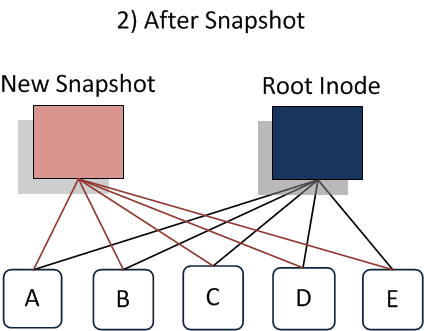 2) After Snapshot
New Snapshot
Root Inode
A
B
C
D
E